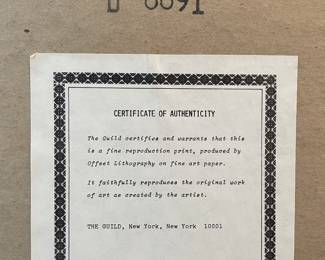 D 6691
CERTIFICATE OF AUTHENTICITY
The Guild certifies and warrants that this
is a fine reproduction print, produced by
Offset Lithography on fine art paper.
It faithfully reproduces the original work
of art as created by the artist.
THE GUILD, New York, New York 10001